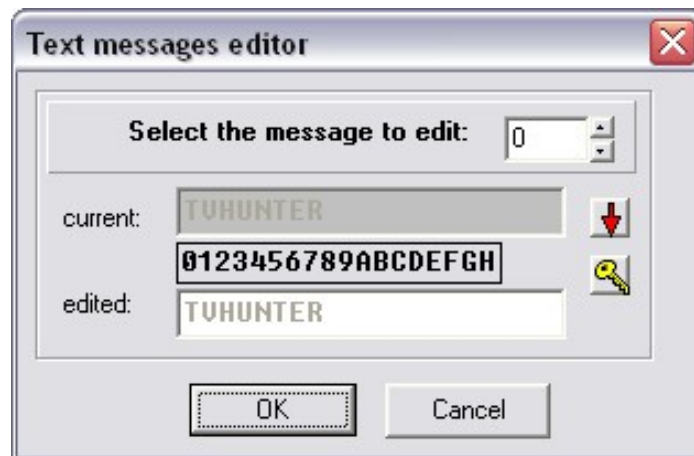 Text messages editor
Select the message to edit: 0
current: TVHUNTER
0123456789ABCDEFGH
edited: TVHUNTER
OK Cancel